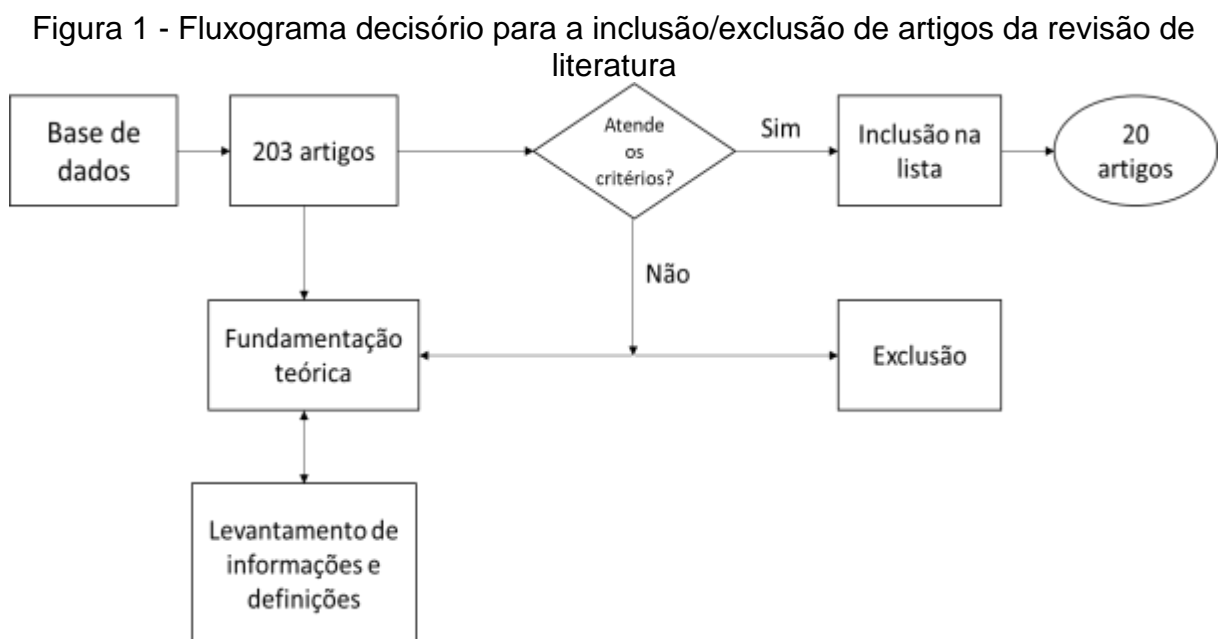 Figura 1 - Fluxograma decisório para a inclusão/exclusão de artigos da revisão de
literatura
Base de
dados
203 artigos
Atende
os
critérios?
Sim
Inclusão na
lista
20
artigos
Não
Fundamentação
teórica
Exclusão
Levantamento de
informações e
definições